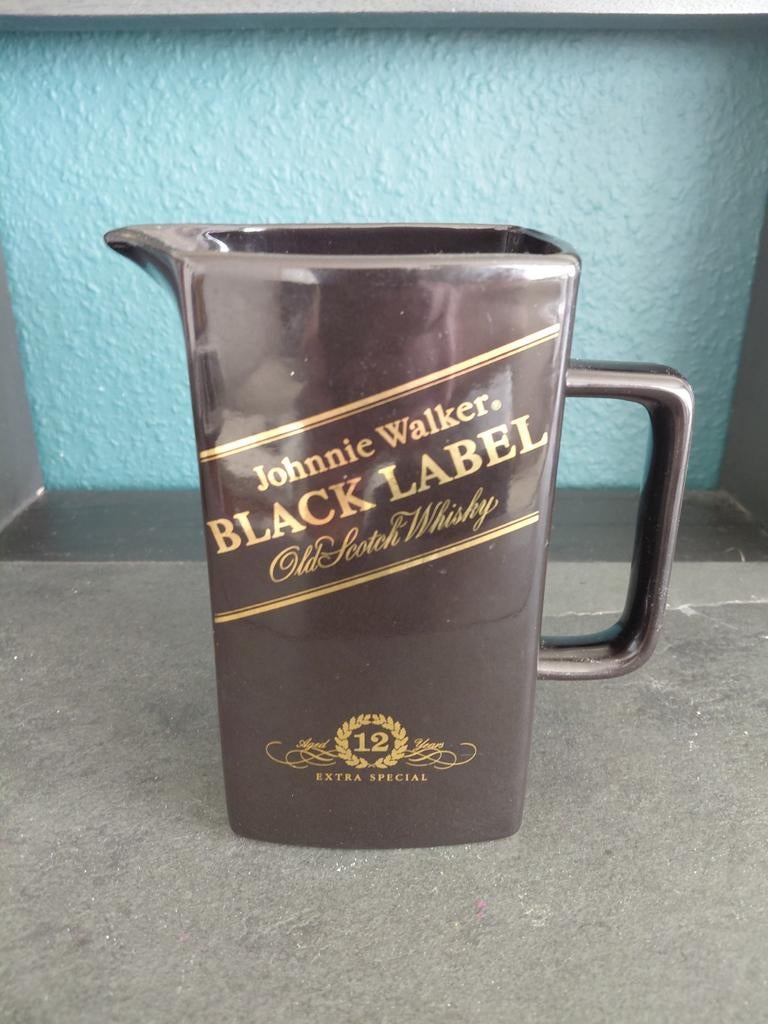 Johnnie Walker®
BLACK LABEL
Old Scotch Whisky
Aged 12 Years
EXTRA SPECIAL